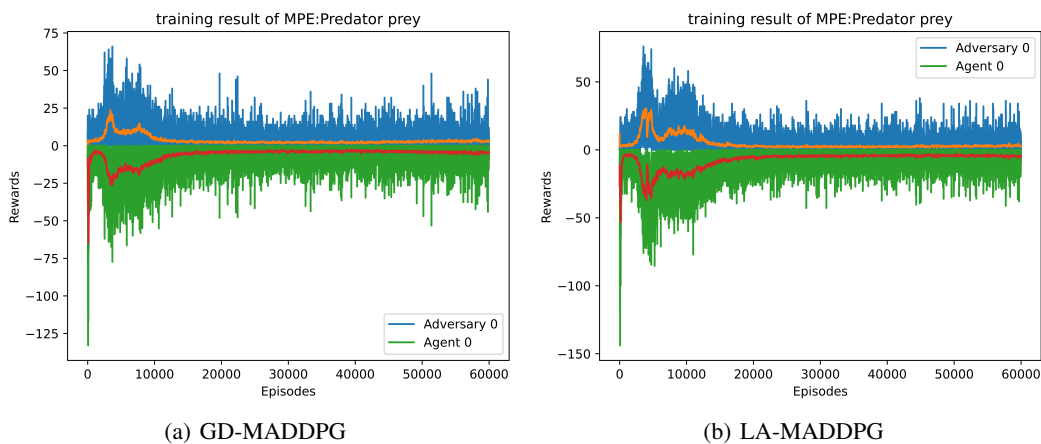 training result of MPE:Predator prey
75
50
25
0
−25
−50
−75
−100
−125
Rewards
Adversary 0
Agent 0
0 10000 20000 30000 40000 50000 60000
Episodes
(a) GD-MADDPG
training result of MPE:Predator prey
Adversary 0
Agent 0
50
0
−50
−100
−150
Rewards
0 10000 20000 30000 40000 50000 60000
Episodes
(b) LA-MADDPG